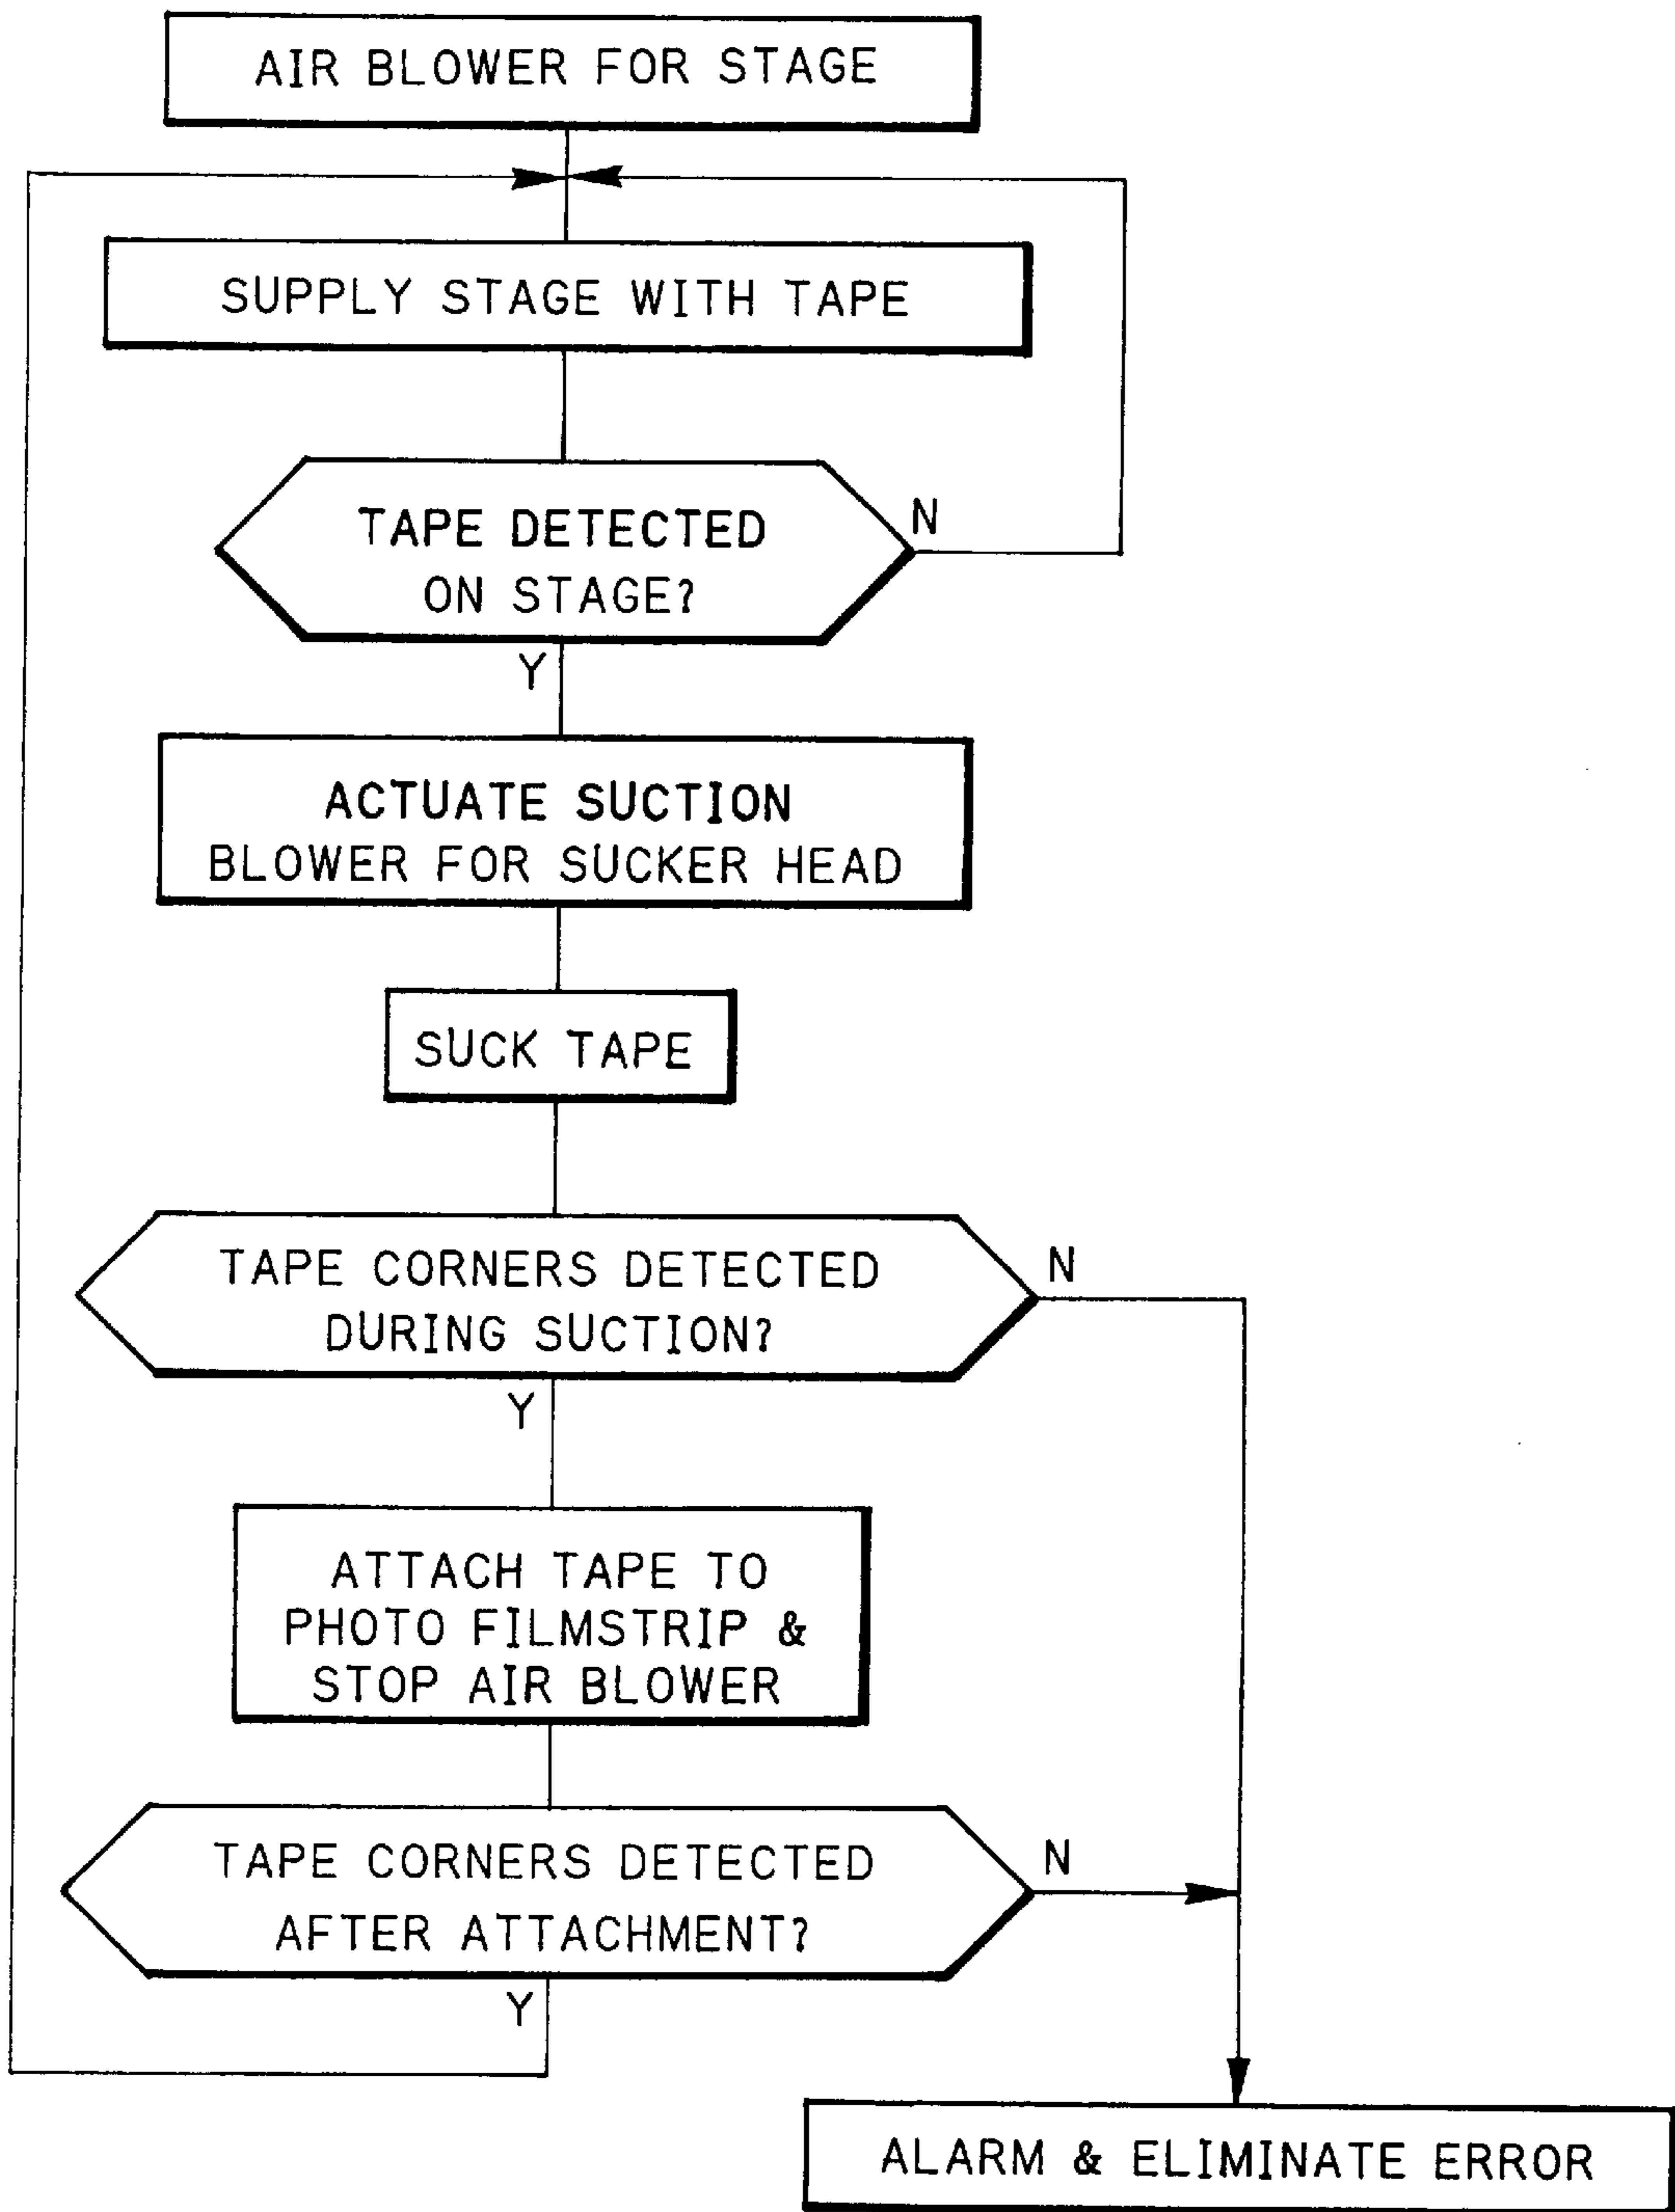 AIR BLOWER FOR STAGE
SUPPLY STAGE WITH TAPE
TAPE DETECTED
ON STAGE?
N
Y
ACTUATE SUCTION
BLOWER FOR SUCKER HEAD
SUCK TAPE
TAPE CORNERS DETECTED
DURING SUCTION?
N
Y
ATTACH TAPE TO
PHOTO FILMSTRIP &
STOP AIR BLOWER
TAPE CORNERS DETECTED
AFTER ATTACHMENT?
N
Y
ALARM & ELIMINATE ERROR